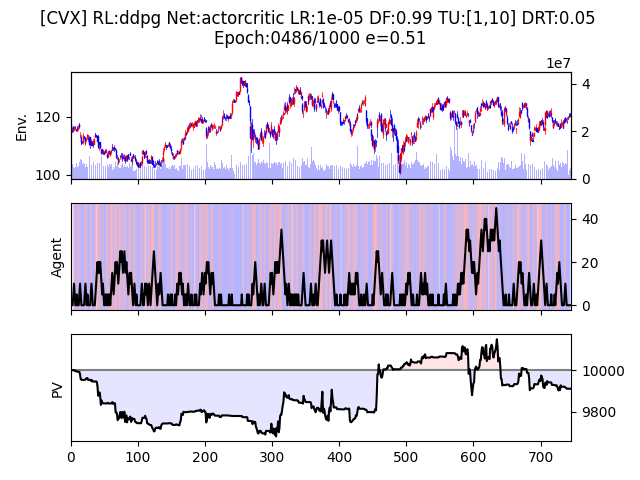 [CVX] RL:ddpg Net:actorcritic LR:1e-05 DF:0.99 TU:[1,10] DRT:0.05
Epoch:0486/1000 e=0.51
1e7
Env.
120
100
4
2
0
Agent
40
20
0
PV
10000
9800
0 100 200 300 400 500 600 700